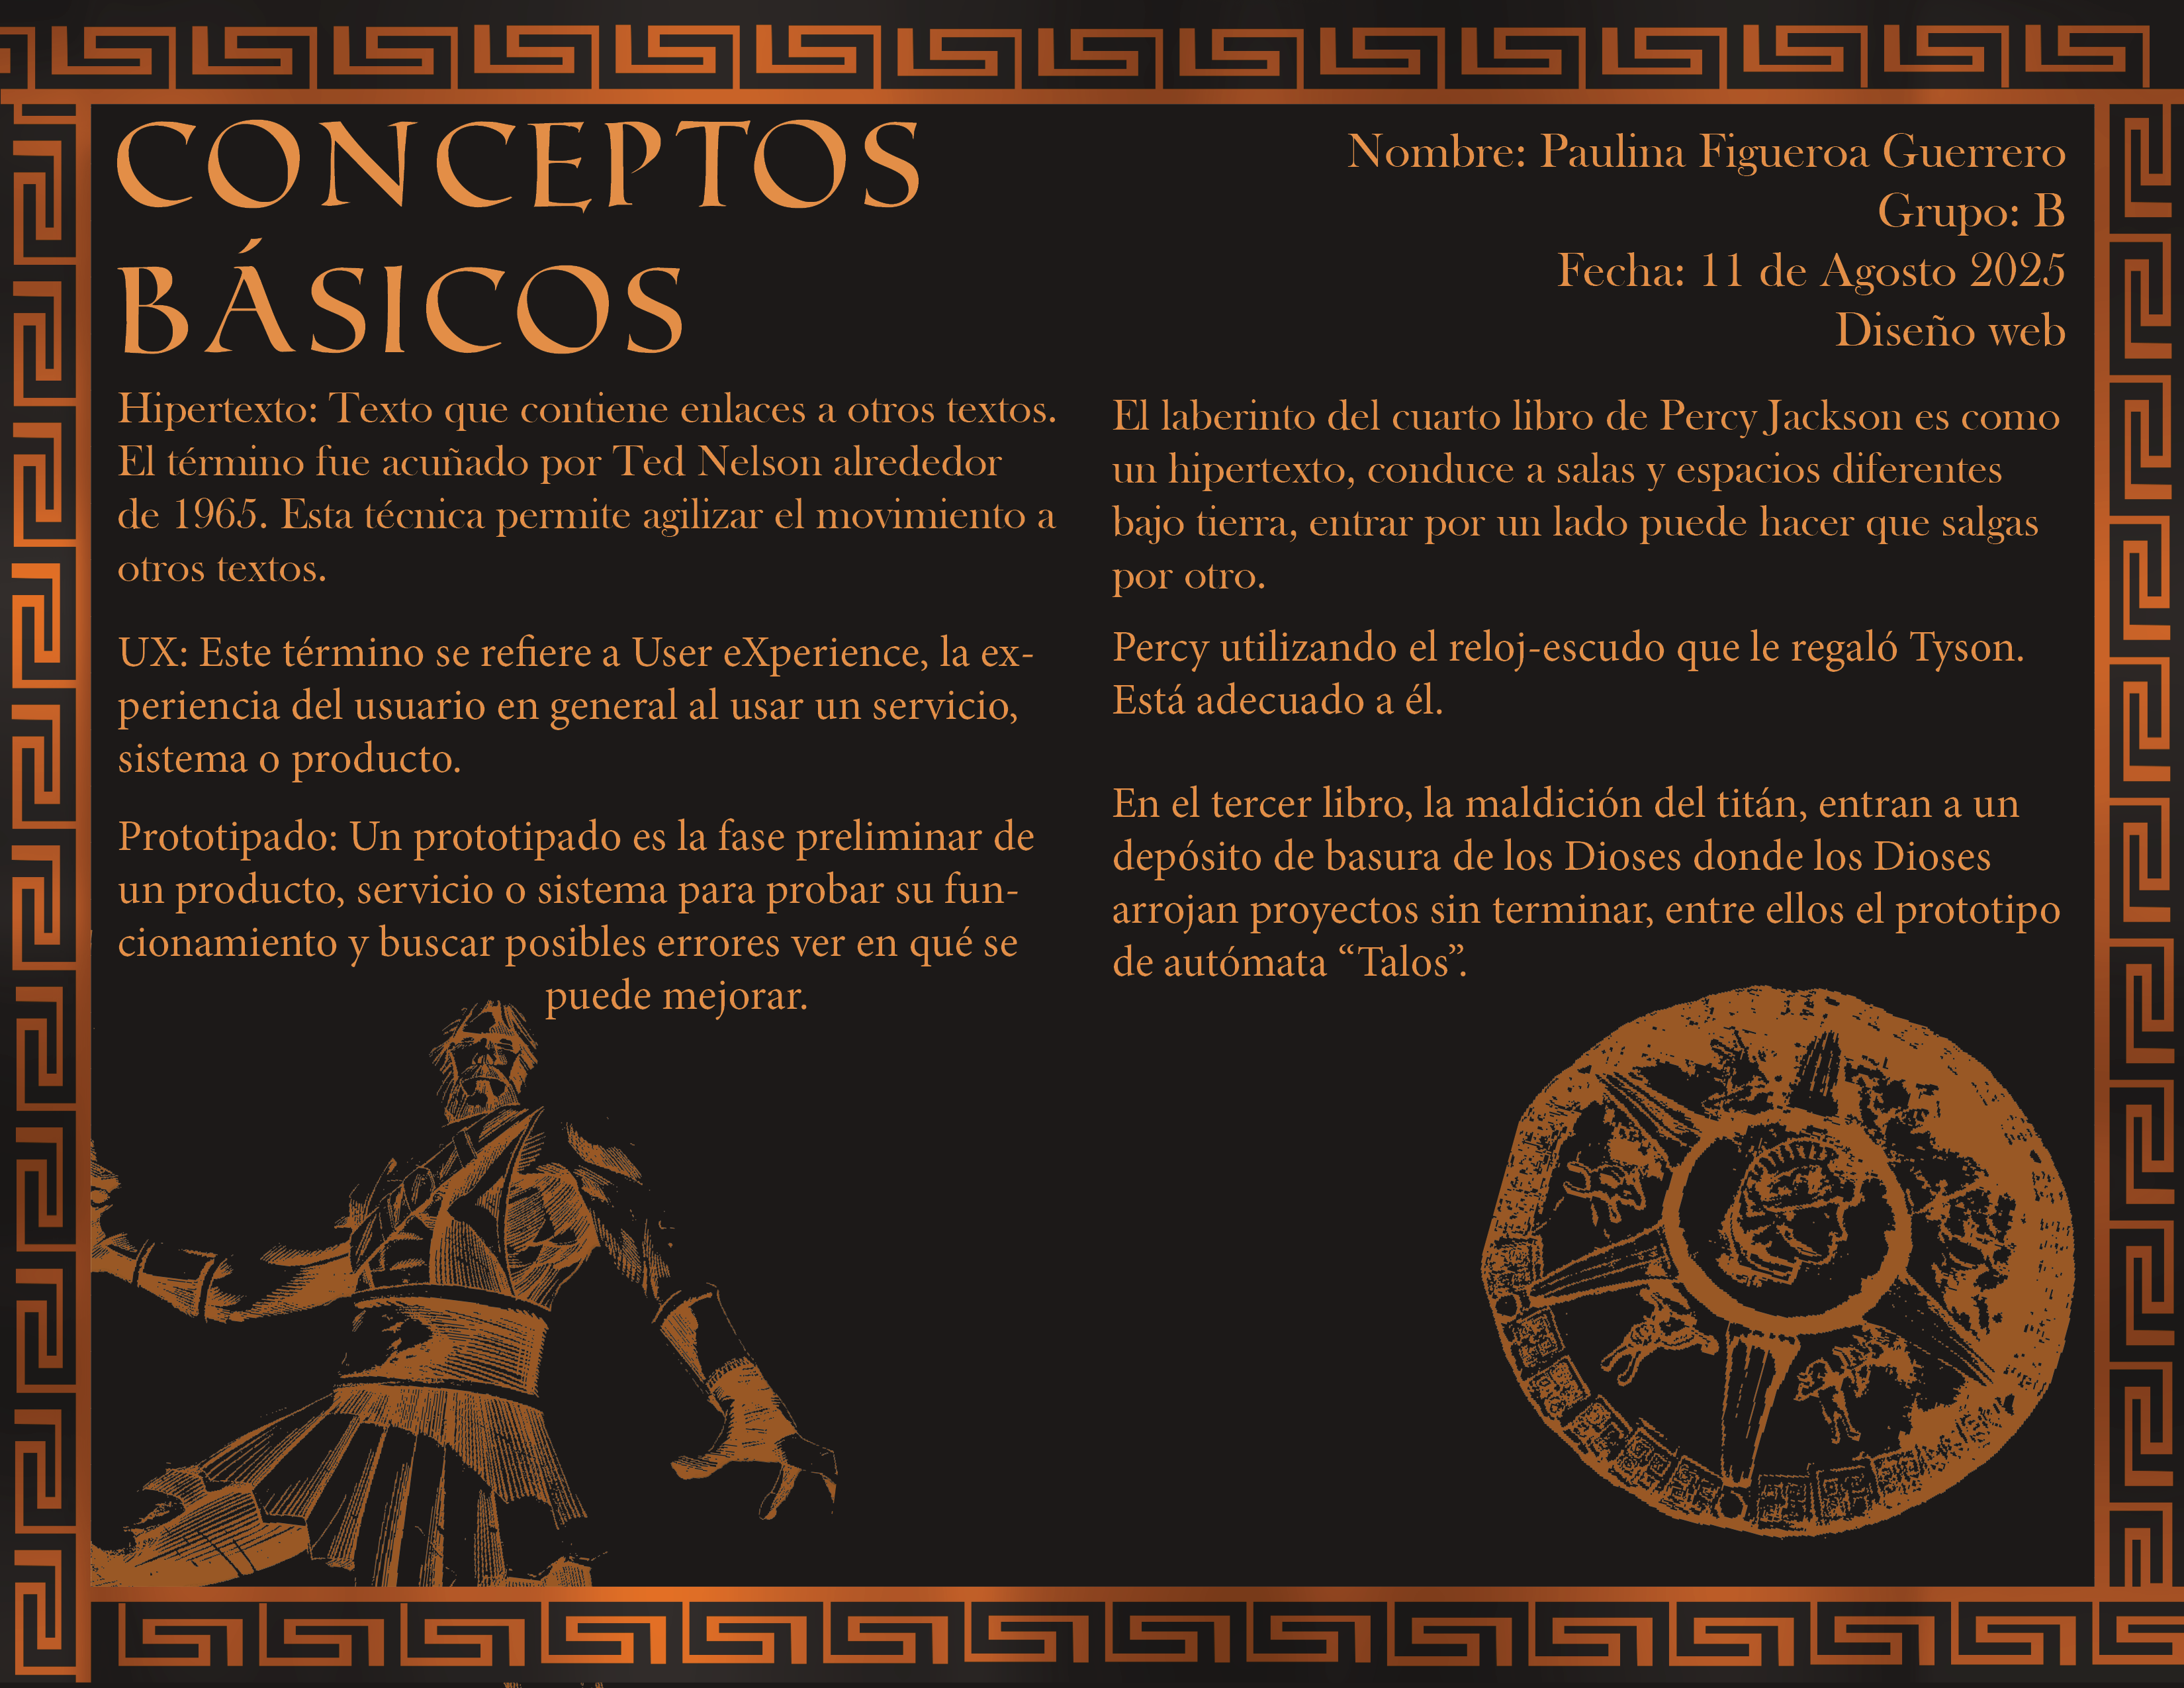 CONCEPTOS
BÁSICOS
Nombre: Paulina Figueroa Guerrero
Grupo: B
Fecha: 11 de Agosto 2025
Diseño web
Hipertexto: Texto que contiene enlaces a otros textos.
El término fue acuñado por Ted Nelson alrededor
de 1965. Esta técnica permite agilizar el movimiento a
otros textos.
UX: Este término se refiere a User eXperience, la ex-
periencia del usuario en general al usar un servicio,
sistema o producto.
Prototipado: Un prototipado es la fase preliminar de
un producto, servicio o sistema para probar su fun-
cionamiento y buscar posibles errores ver en qué se
puede mejorar.
El laberinto del cuarto libro de Percy Jackson es como
un hipertexto, conduce a salas y espacios diferentes
bajo tierra, entrar por un lado puede hacer que salgas
por otro.
Percy utilizando el reloj-escudo que le regaló Tyson.
Está adecuado a él.
En el tercer libro, la maldición del titán, entran a un
depósito de basura de los Dioses donde los Dioses
arrojan proyectos sin terminar, entre ellos el prototipo
de autómata “Talos”.